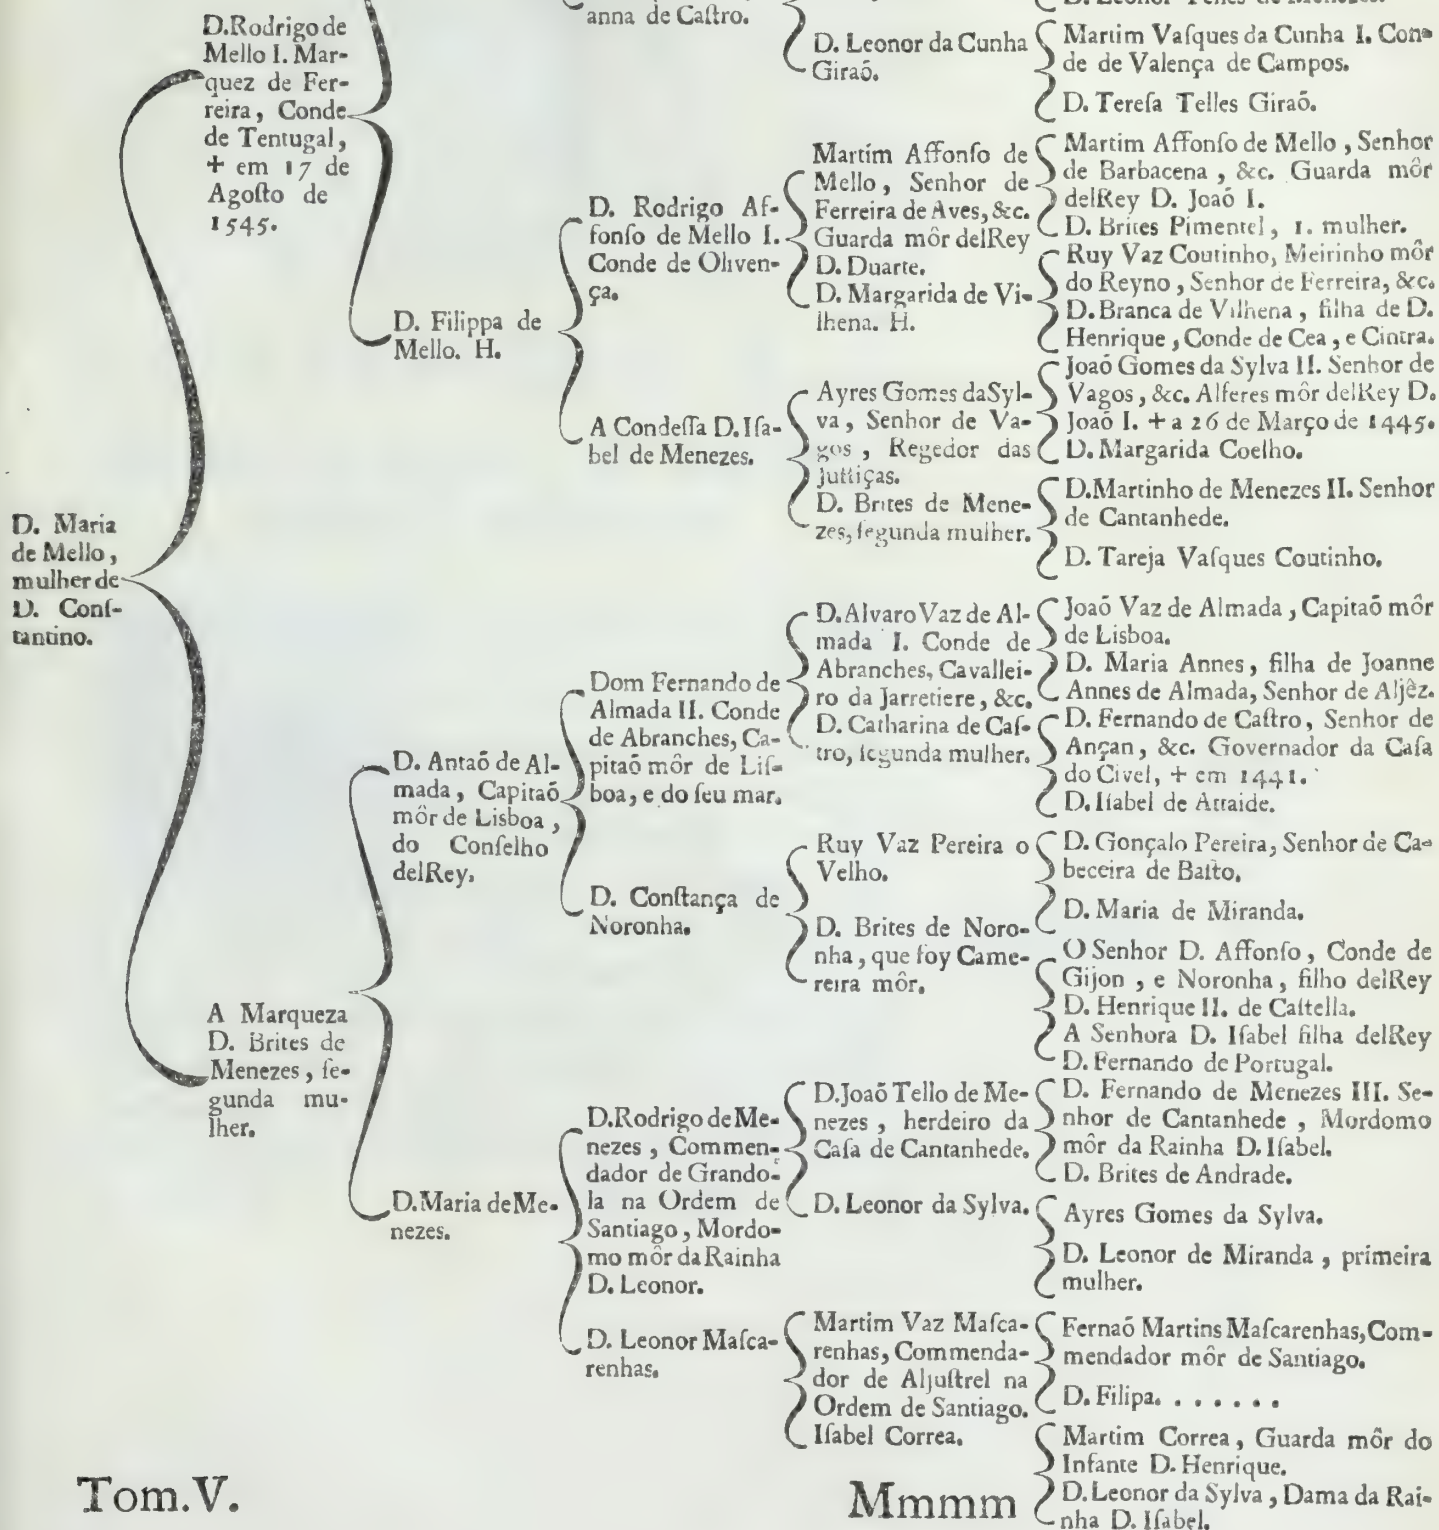 D. Maria
de Mello,
mulher de
D. Conſ-
tantino.
D.Rodrigo de
Mello I. Mar-
quez de Fer-
reira, Conde
de Tentugal,
+ em 17 de
Agoſto de
1545.
A Marqueza
D. Brites de
Menezes, ſe-
gunda mu-
lher.
D. Filippa de
Mello. H.
D. Antaõ de Al-
mada, Capitaõ
môr de Lisboa,
do Conſelho
delRey.
D.Maria de Me-
nezes.
anna de Caſtro.
D. Rodrigo Af-
fonſo de Mello I.
Conde de Oliven-
ça.
A Condeſſa D. Iſa-
bel de Menezes.
Dom Fernando de
Almada II. Conde
de Abranches, Ca-
pitaõ môr de Liſ-
boa, e do ſeu mar.
D. Conſtança de
Noronha.
D.Rodrigo de Me-
nezes, Commen-
dador de Grando-
la na Ordem de
Santiago, Mordo-
mo môr da Rainha
D. Leonor.
D. Leonor Maſca-
renhas.
D. Leonor da Cunha
Giraõ.
Martim Affonſo de
Mello, Senhor de
Ferreira de Aves, &c.
Guarda môr delRey
D. Duarte.
D. Margarida de Vi-
lhena. H.
Ayres Gomes da Syl-
va, Senhor de Va-
gos, Regedor das
Juſtiças.
D. Brites de Mene-
zes, ſegunda mulher.
D.Alvaro Vaz de Al-
mada I. Conde de
Abranches, Cavallei-
ro da Jarretiere, &c.
D. Catharina de Caſ-
tro, ſegunda mulher.
Ruy Vaz Pereira o
Velho.
D. Brites de Noro-
nha, que foy Came-
reira môr.
D.Joaõ Tello de Me-
nezes, herdeiro da
Caſa de Cantanhede.
D. Leonor da Sylva.
Martim Vaz Maſca-
renhas, Commenda-
dor de Aljuſtrel na
Ordem de Santiago.
Iſabel Correa.
D. Leonor Telles de Menezes.
Martim Vaſques da Cunha I. Con-
de de Valença de Campos.
D. Tereſa Telles Giraõ.
Martim Affonſo de Mello, Senhor
de Barbacena, &c. Guarda môr
delRey D. Joaõ I.
D. Brites Pimentel, 1. mulher.
Ruy Vaz Coutinho, Meirinho môr
do Reyno, Senhor de Ferreira, &c.
D. Branca de Vilhena, filha de D.
Henrique, Conde de Cea, e Cintra.
Joaõ Gomes da Sylva II. Senhor de
Vagos, &c. Alferes môr delRey D.
Joaõ I. + a 26 de Março de 1445.
D. Margarida Coelho.
D.Martinho de Menezes II. Senhor
de Cantanhede.
D. Tareja Vaſques Coutinho.
Joaõ Vaz de Almada, Capitaõ môr
de Lisboa.
D. Maria Annes, filha de Joanne
Annes de Almada, Senhor de Aljêz.
D. Fernando de Caſtro, Senhor de
Ançan, &c. Governador da Caſa
do Civel, + em 1441.
D. Iſabel de Attaide.
D. Gonçalo Pereira, Senhor de Ca-
beceira de Baſto.
D. Maria de Miranda.
O Senhor D. Affonſo, Conde de
Gijon, e Noronha, filho delRey
D. Henrique II. de Caſtella.
A Senhora D. Iſabel filha delRey
D. Fernando de Portugal.
D. Fernando de Menezes III. Se-
nhor de Cantanhede, Mordomo
môr da Rainha D. Iſabel.
D. Brites de Andrade.
Ayres Gomes da Sylva.
D. Leonor de Miranda, primeira
mulher.
Fernaõ Martins Maſcarenhas, Com-
mendador môr de Santiago.
D. Filipa. . . . . . .
Martim Correa, Guarda môr do
Infante D. Henrique.
D. Leonor da Sylva, Dama da Rai-
nha D. Iſabel.
Tom. V.
Mmmm